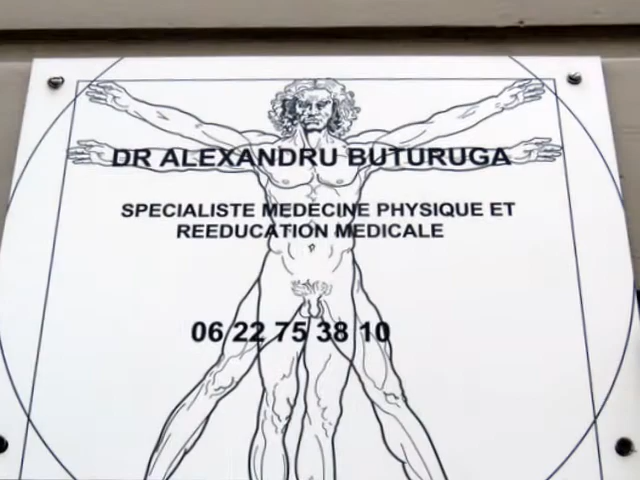 DR ALEXANDRU BUTURUGA
SPECIALISTE MEDECINE PHYSIQUE ET
REEDUCATION MEDICALE
06 22 75 38 10